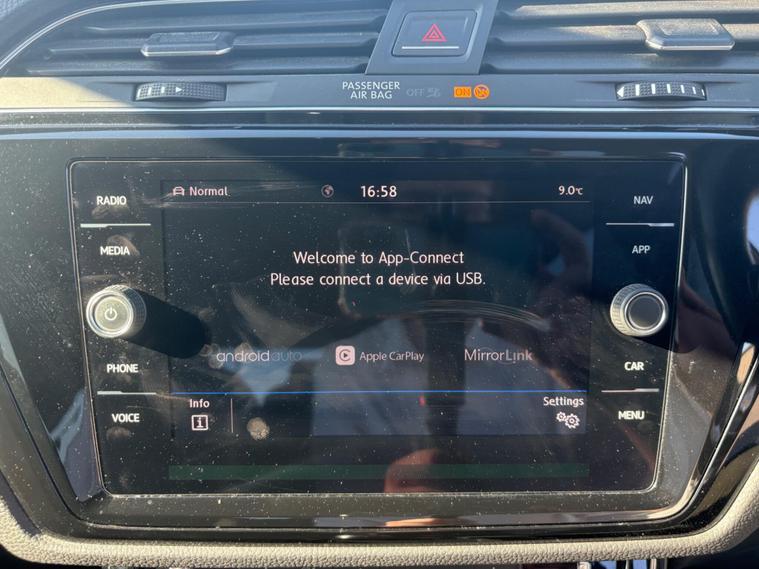 PASSENGER
AIR BAG
OFF
ON
RADIO
MEDIA
PHONE
VOICE
Normal
16:58
9.0°C
Welcome to App-Connect
Please connect a device via USB.
androidauto
Apple CarPlay
MirrorLink
Info
Settings
NAV
APP
CAR
MENU